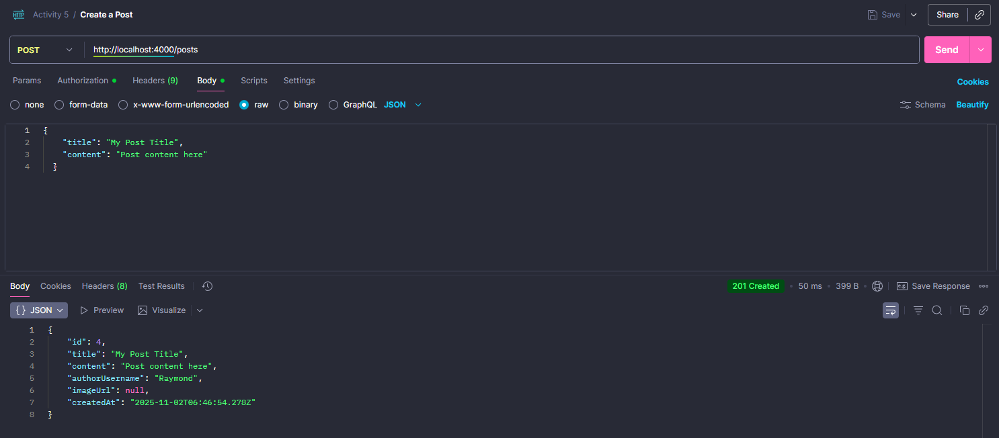 HTTP Activity 5 / Create a Post Save Share
POST http://localhost:4000/posts Send
Params Authorization Headers (9) Body Scripts Settings Cookies
none form-data x-www-form-urlencoded raw binary GraphQL JSON Schema Beautify
1 {
2 "title": "My Post Title",
3 "content": "Post content here"
4 }
Body Cookies Headers (8) Test Results 201 Created 50 ms 399 B e.g. Save Response
{} JSON Preview Visualize
1 {
2 "id": 4,
3 "title": "My Post Title",
4 "content": "Post content here",
5 "authorUsername": "Raymond",
6 "imageUrl": null,
7 "createdAt": "2025-11-02T06:46:54.278Z"
8 }